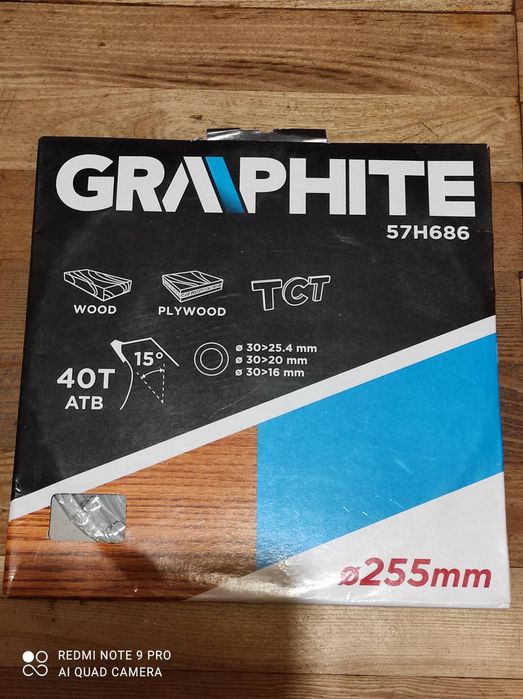 GRAPHITE
57H686
WOOD
PLYWOOD
TCT
15°
40T
ATB
ø 30>25.4 mm
ø 30>20 mm
ø 30>16 mm
ø255mm
REDMI NOTE 9 PRO
AI QUAD CAMERA